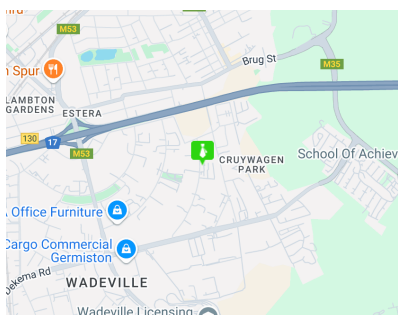 M53
n Spur
Brug St
M35
LAMBTON
GARDENS
ESTERA
130
17
M53
CRUYWAGEN
PARK
School Of Achiev
Office Furniture
Cargo Commercial
Germiston
Dekema Rd
WADEVILLE
Wadeville Licensing